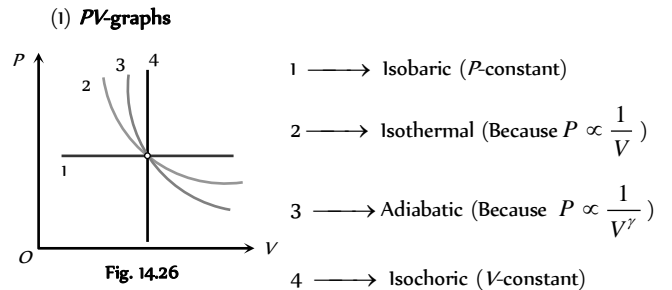 (1) PV-graphs
P
2
3
4
1
O
V
Fig. 14.26
1 ⟶ Isobaric (P-constant)
2 ⟶ Isothermal (Because P ∝ 1/V )
3 ⟶ Adiabatic (Because P ∝ 1/V^γ )
4 ⟶ Isochoric (V-constant)